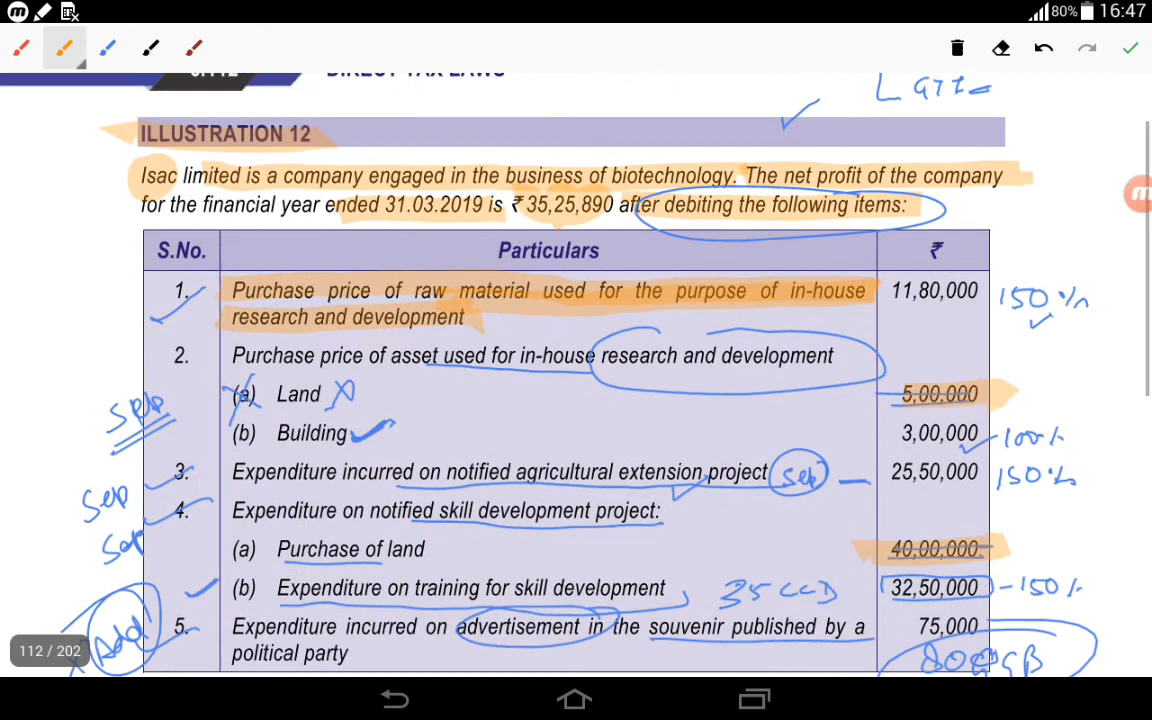 80% 16:47
DIRECT TAX LAWS
GTI
ILLUSTRATION 12
Isac limited is a company engaged in the business of biotechnology. The net profit of the company
for the financial year ended 31.03.2019 is ₹ 35,25,890 after debiting the following items:
S.No. Particulars ₹
1. Purchase price of raw material used for the purpose of in-house 11,80,000 150%
research and development
2. Purchase price of asset used for in-house research and development
(a) Land X 5,00,000
Sep
(b) Building 3,00,000 -100%
3. Expenditure incurred on notified agricultural extension project Sep 25,50,000 150%
Sep
4. Expenditure on notified skill development project:
Sep
(a) Purchase of land 40,00,000
(b) Expenditure on training for skill development 35CCD 32,50,000 -150%
Add
5. Expenditure incurred on advertisement in the souvenir published by a 75,000
political party 80GGB
112 / 202